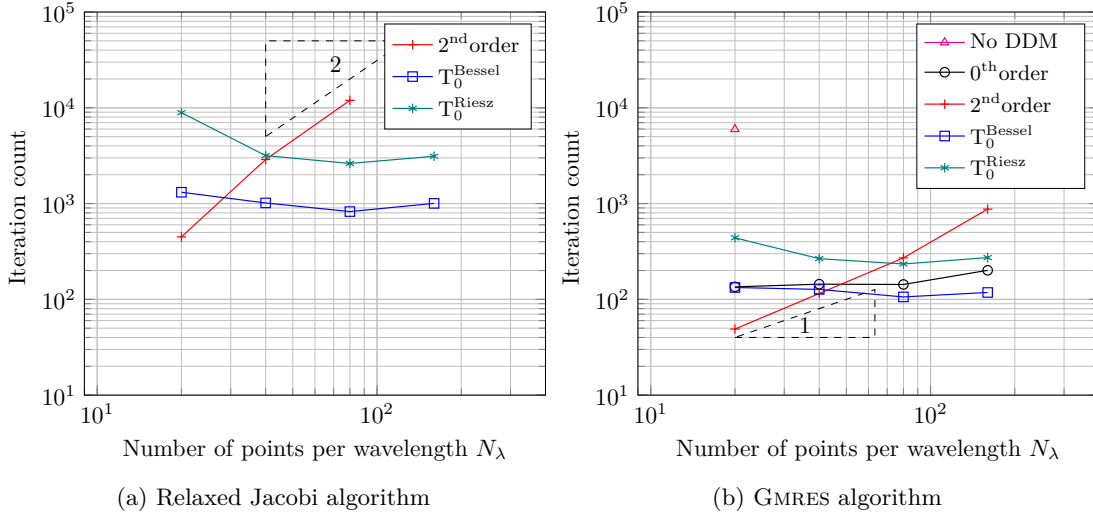 10^5
10^4
10^3
10^2
10^1
10^1 10^2
Iteration count
Number of points per wavelength N_λ
2
2^nd order
T_0^Bessel
T_0^Riesz
(a) Relaxed Jacobi algorithm
10^5
10^4
10^3
10^2
10^1
10^1 10^2
Iteration count
Number of points per wavelength N_λ
1
No DDM
0^th order
2^nd order
T_0^Bessel
T_0^Riesz
(b) GMRES algorithm